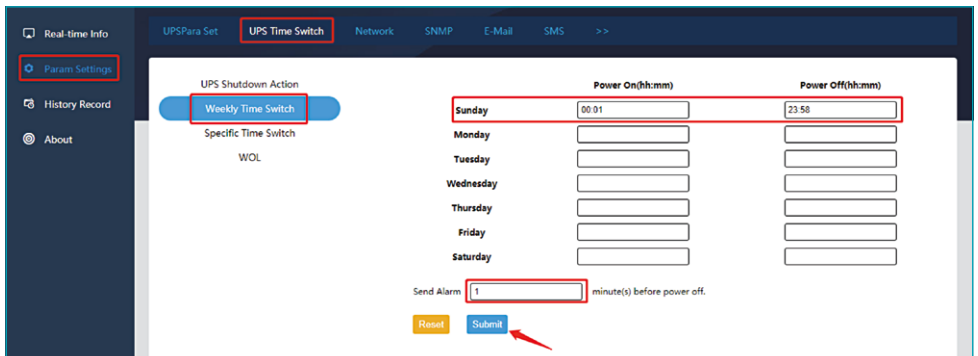 Real-time Info
Param Settings
History Record
About
UPSPara Set UPS Time Switch Network SNMP E-Mail SMS >>
UPS Shutdown Action
Weekly Time Switch
Specific Time Switch
WOL
Power On(hh:mm) Power Off(hh:mm)
Sunday 00:01 23:58
Monday
Tuesday
Wednesday
Thursday
Friday
Saturday
Send Alarm 1 minute(s) before power off.
Reset Submit